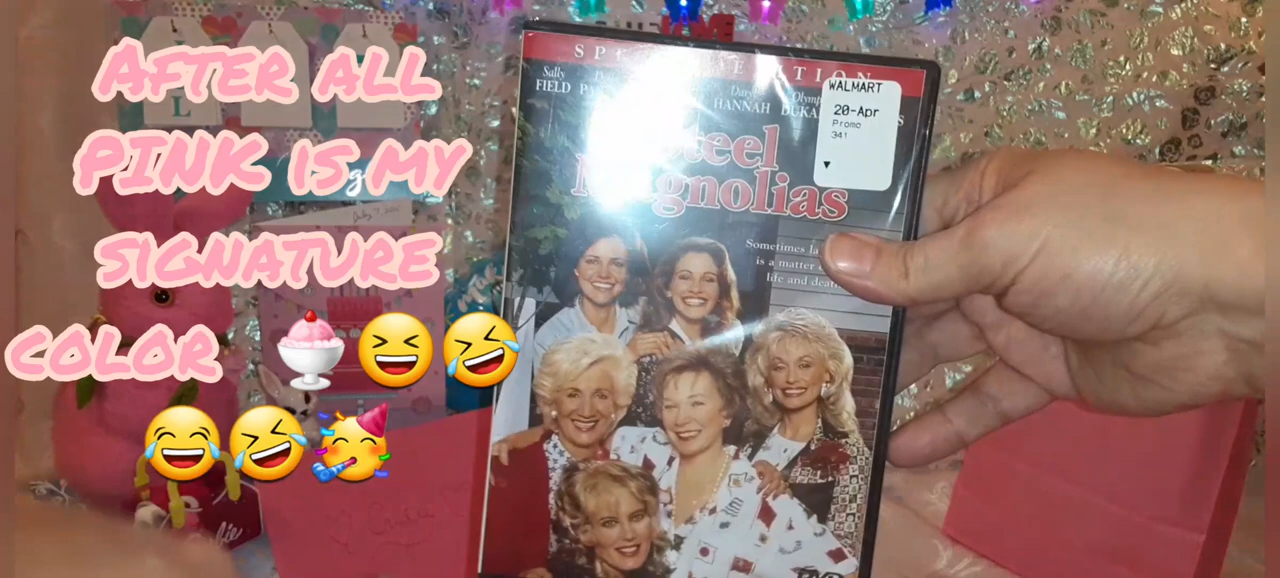 After all
PINK is my
signature
color
SPECIAL EDITION
Sally
FIELD
Daryl
HANNAH
Steel
Magnolias
Sometimes
is a matter
life and death
WALMART
20-Apr
Promo
341
L